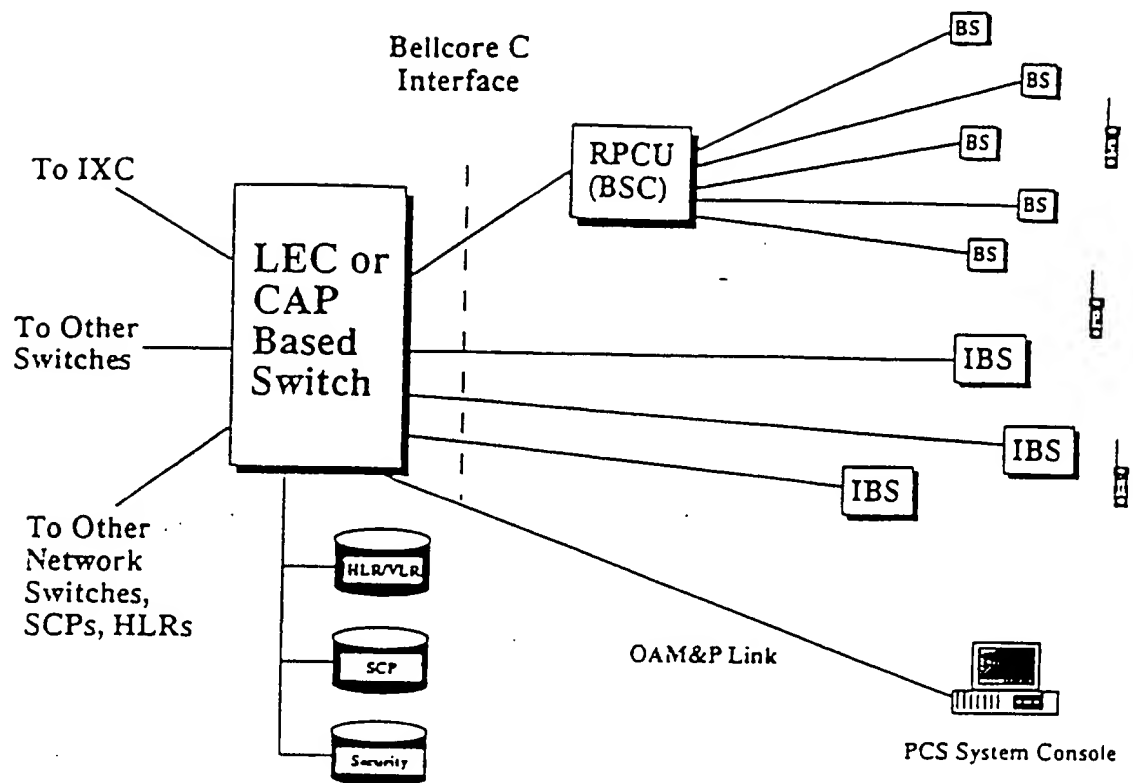 Bellcore C
Interface
BS
BS
BS
BS
BS
RPCU
(BSC)
To IXC
LEC or
CAP
Based
Switch
To Other
Switches
IBS
IBS
IBS
To Other
Network
Switches,
SCPs, HLRs
HLR/VLR
SCP
Security
OAM&P Link
PCS System Console